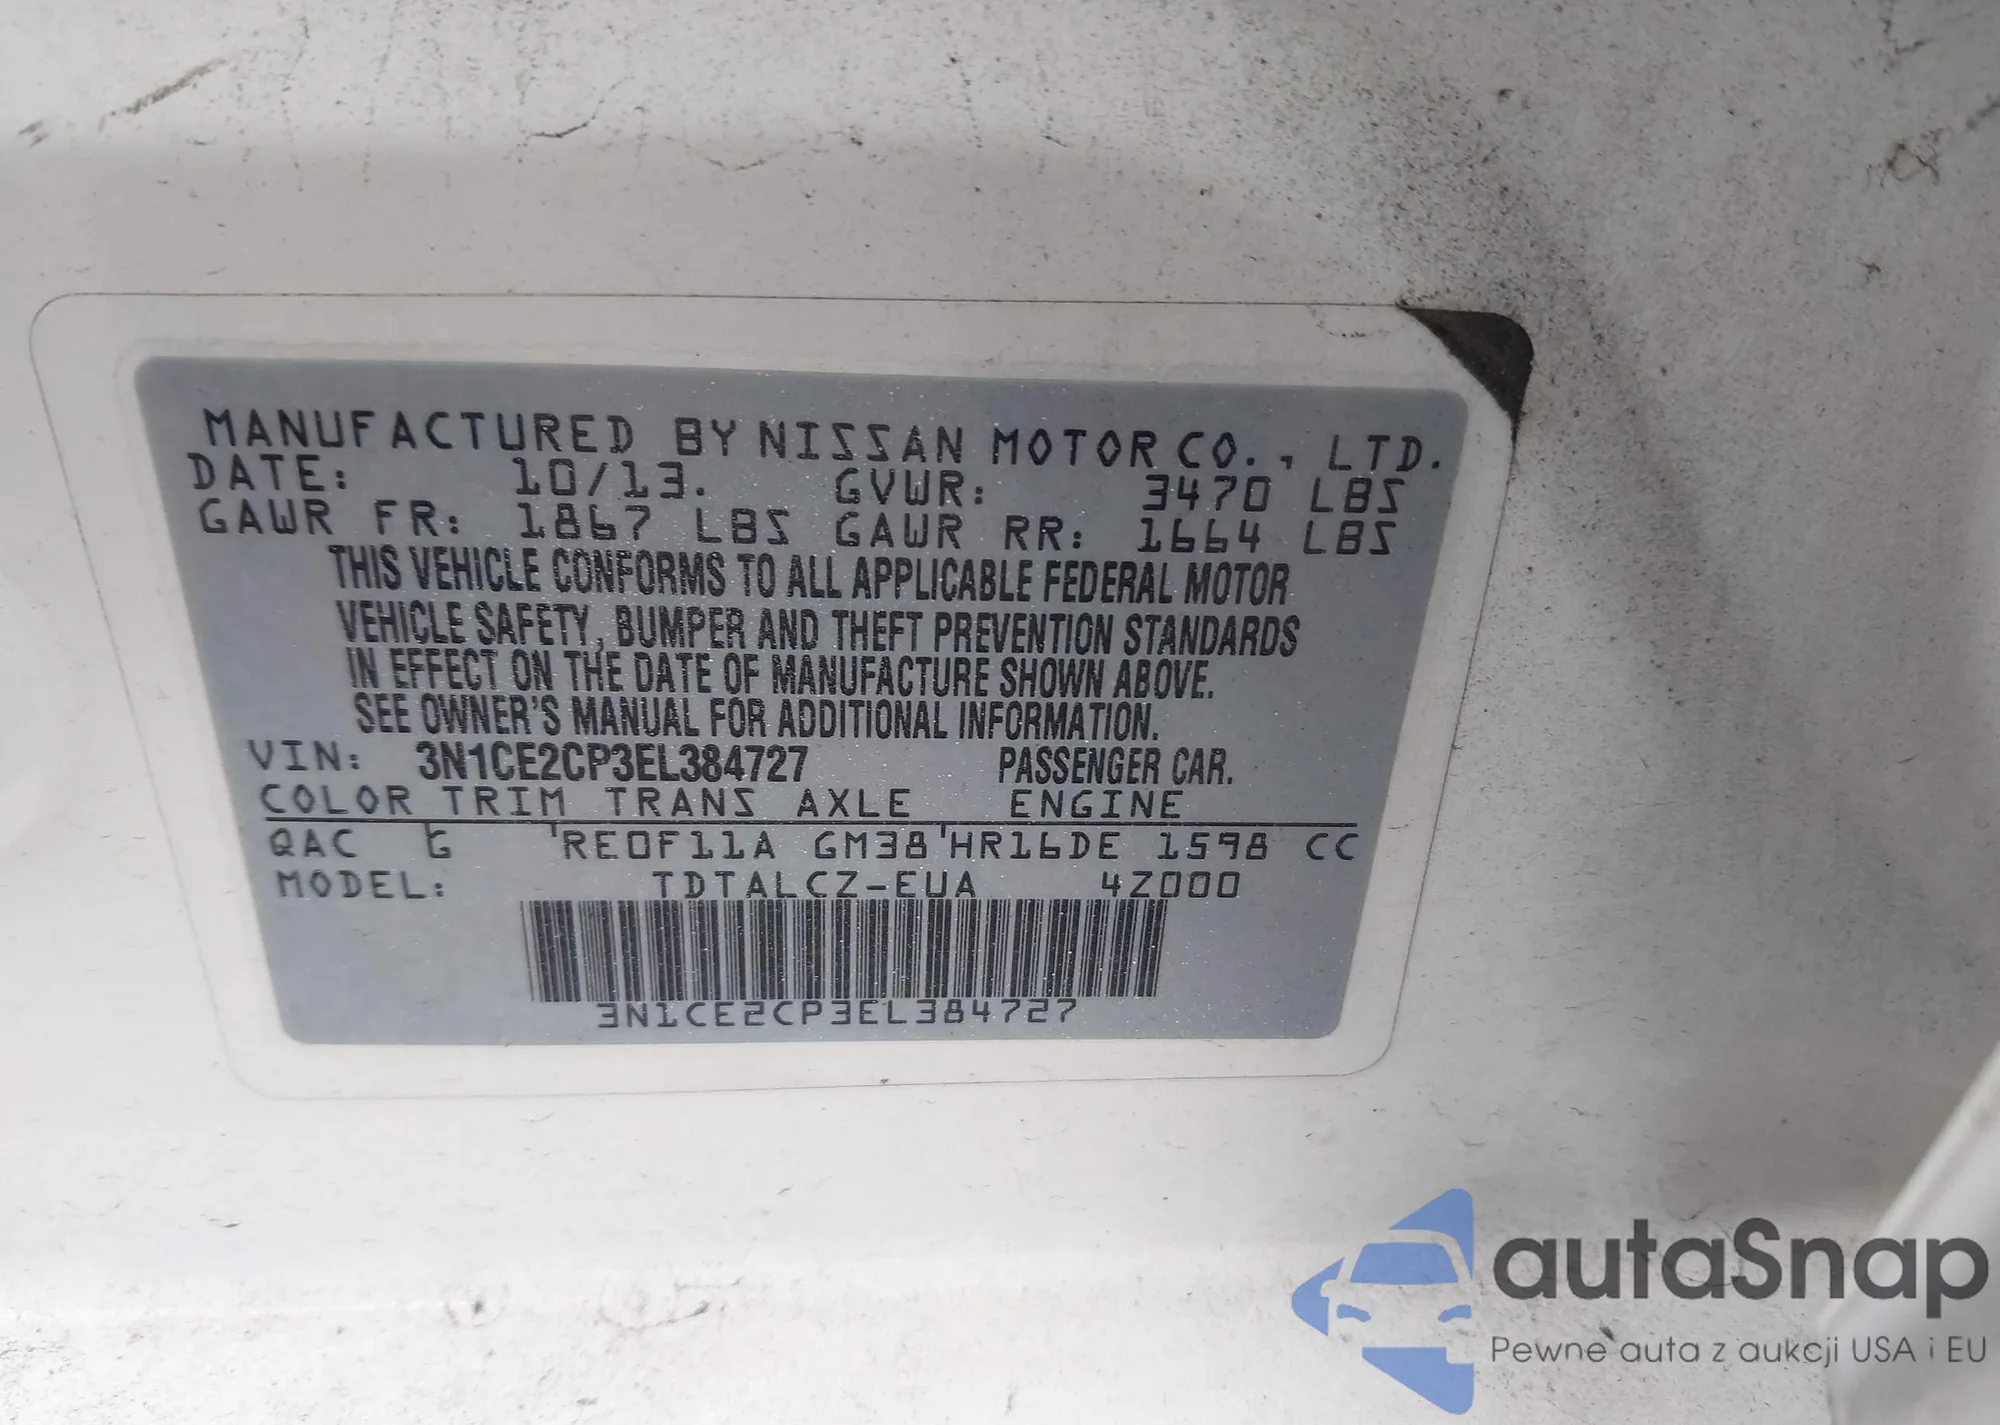 MANUFACTURED BY NISSAN MOTOR CO., LTD.
DATE: 10/13. GVWR: 3470 LBS
GAWR FR: 1867 LBS GAWR RR: 1664 LBS
THIS VEHICLE CONFORMS TO ALL APPLICABLE FEDERAL MOTOR
VEHICLE SAFETY, BUMPER AND THEFT PREVENTION STANDARDS
IN EFFECT ON THE DATE OF MANUFACTURE SHOWN ABOVE.
SEE OWNER'S MANUAL FOR ADDITIONAL INFORMATION.
VIN: 3N1CE2CP3EL384727 PASSENGER CAR.
COLOR TRIM TRANS AXLE ENGINE
QAC G RE0F11A GM38 HR16DE 1598 CC
MODEL: TDTALCZ-EUA 4Z000
3N1CE2CP3EL384727
autaSnap
Pewne auta z aukcji USA i EU